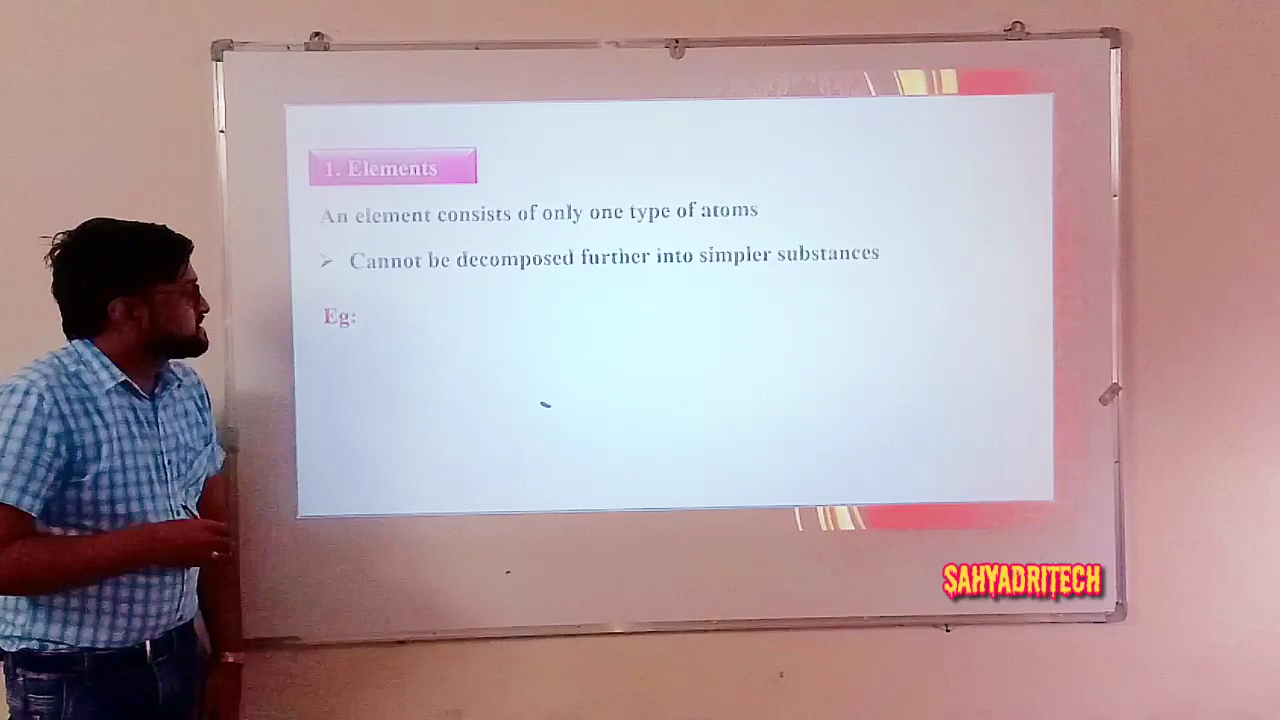 1. Elements
An element consists of only one type of atoms
➢ Cannot be decomposed further into simpler substances
Eg:
SAHYADRITECH